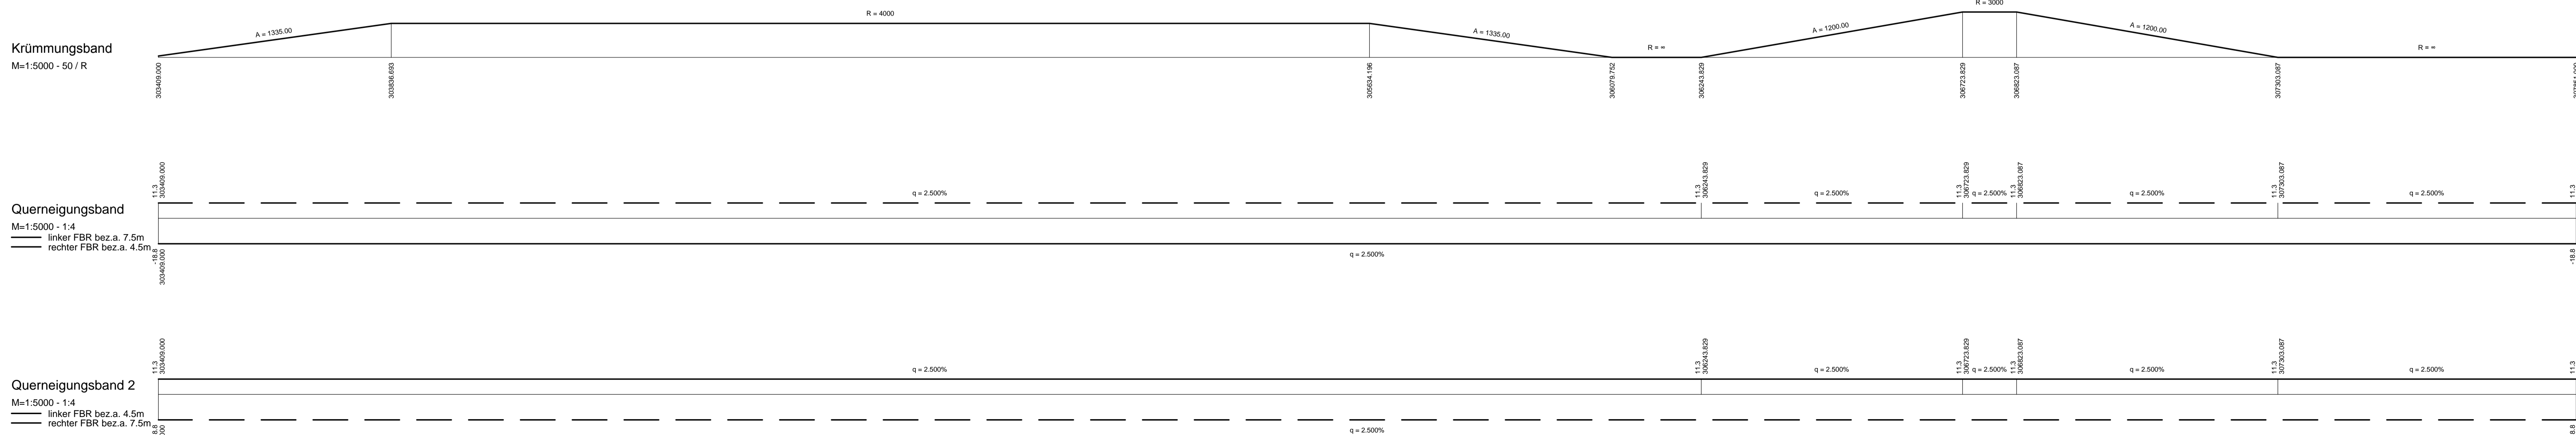 R = 3000
R = 4000
A = 1335.00
A = 1335.00
R = ∞
A = 1200.00
A = 1200.00
R = ∞
Krümmungsband
M=1:5000 - 50 / R
303409.000
303836.693
305634.196
306079.752
306243.829
306723.829
306823.087
307303.087
11.3
303409.000
11.3
306243.829
11.3
306723.829
11.3
306823.087
11.3
307303.087
11.3
q = 2.500%
q = 2.500%
q = 2.500%
q = 2.500%
q = 2.500%
Querneigungsband
M=1:5000 - 1:4
linker FBR bez.a. 7.5m
rechter FBR bez.a. 4.5m
-18.8
303409.000
q = 2.500%
-18.8
11.3
303409.000
11.3
306243.829
11.3
306723.829
11.3
306823.087
11.3
307303.087
11.3
q = 2.500%
q = 2.500%
q = 2.500%
q = 2.500%
q = 2.500%
Querneigungsband 2
M=1:5000 - 1:4
linker FBR bez.a. 4.5m
rechter FBR bez.a. 7.5m
q = 2.500%